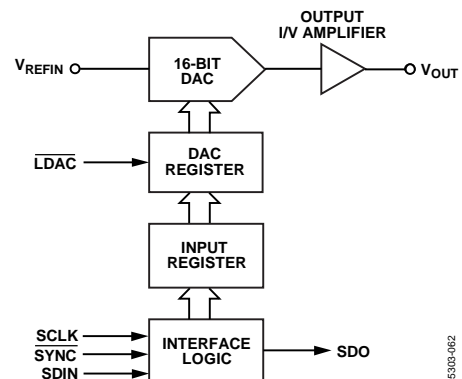 OUTPUT
I/V AMPLIFIER
VREFIN
16-BIT
DAC
VOUT
LDAC
DAC
REGISTER
INPUT
REGISTER
SCLK
SYNC
SDIN
INTERFACE
LOGIC
SDO
5303-062